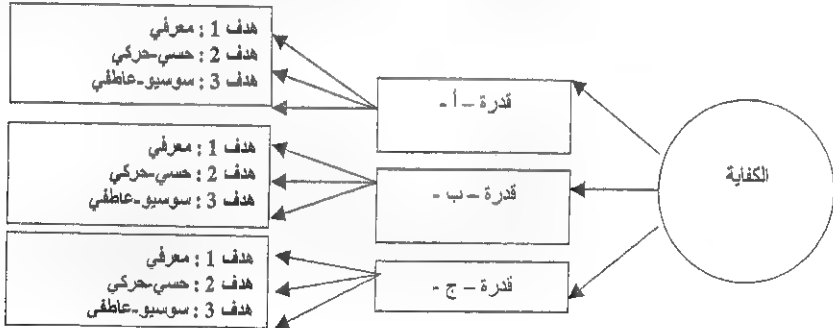 الكفاية
قدرة – أ -
هدف 1 : معرفي
هدف 2 : حسي-حركي
هدف 3 : سوسيو-عاطفي
قدرة – ب -
هدف 1 : معرفي
هدف 2 : حسي-حركي
هدف 3 : سوسيو-عاطفي
قدرة – ج -
هدف 1 : معرفي
هدف 2 : حسي-حركي
هدف 3 : سوسيو-عاطفي